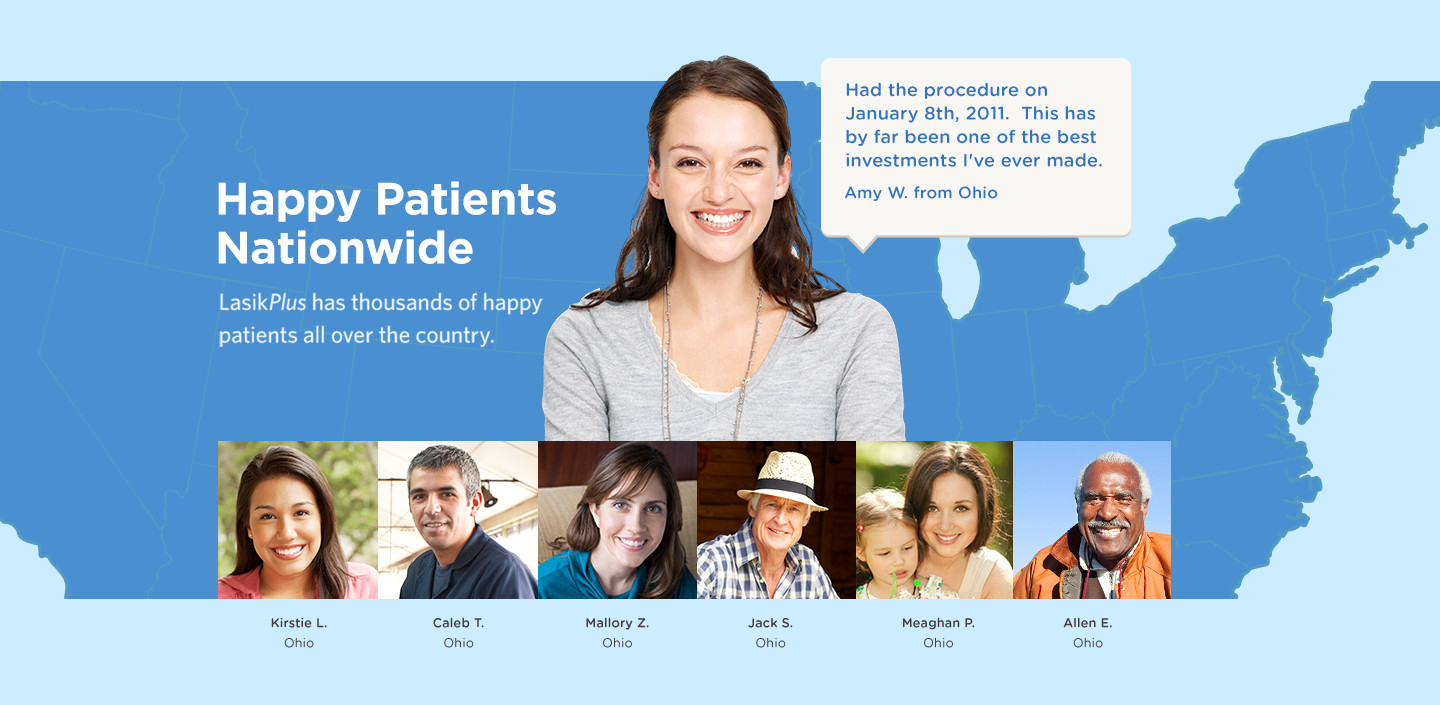 Had the procedure on
January 8th, 2011.  This has
by far been one of the best
investments I've ever made.
Amy W. from Ohio
Happy Patients
Nationwide
LasikPlus has thousands of happy
patients all over the country.
Kirstie L.
Ohio
Caleb T.
Ohio
Mallory Z.
Ohio
Jack S.
Ohio
Meaghan P.
Ohio
Allen E.
Ohio